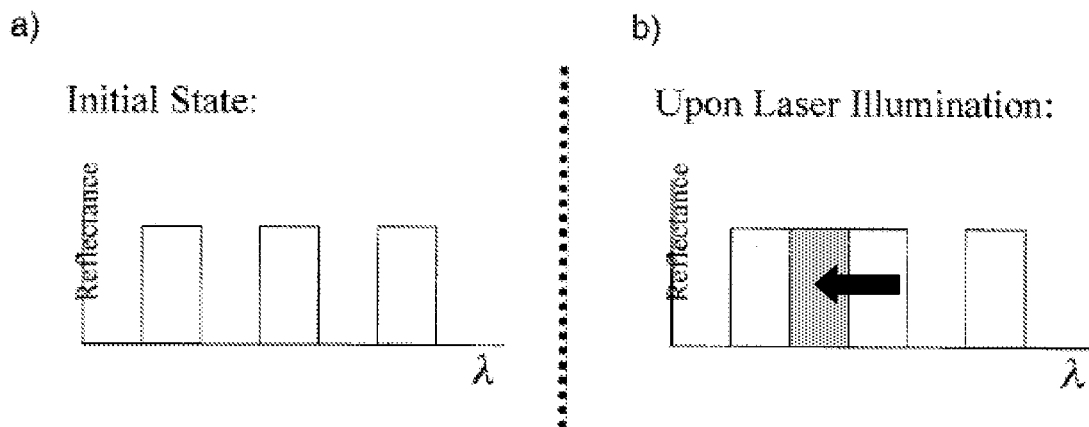 a)
Initial State:
Reflectance
λ
b)
Upon Laser Illumination:
Reflectance
λ